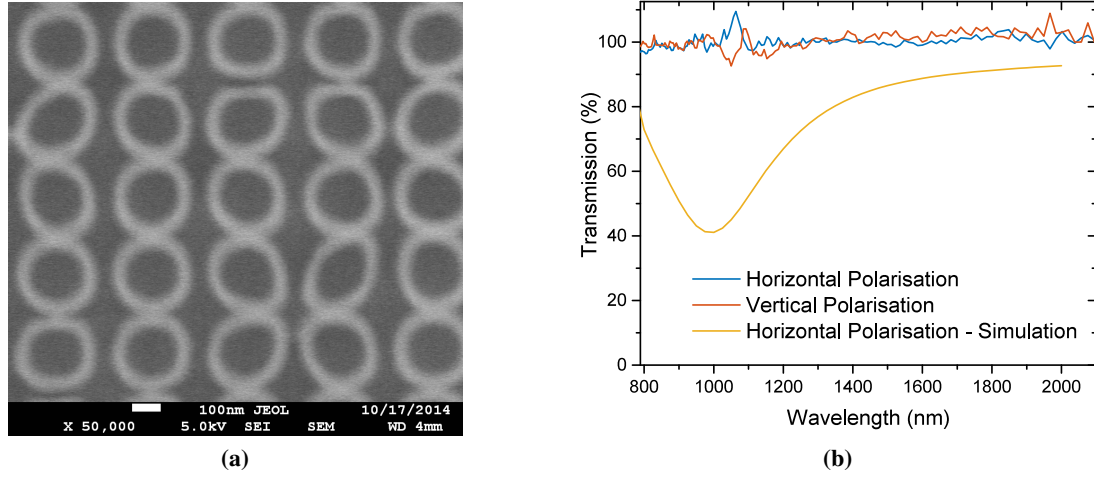 100nm JEOL 10/17/2014
X 50,000 5.0kV SEI SEM WD 4mm
(a)
100
80
60
40
20
0
Transmission (%)
Horizontal Polarisation
Vertical Polarisation
Horizontal Polarisation - Simulation
800 1000 1200 1400 1600 1800 2000
Wavelength (nm)
(b)